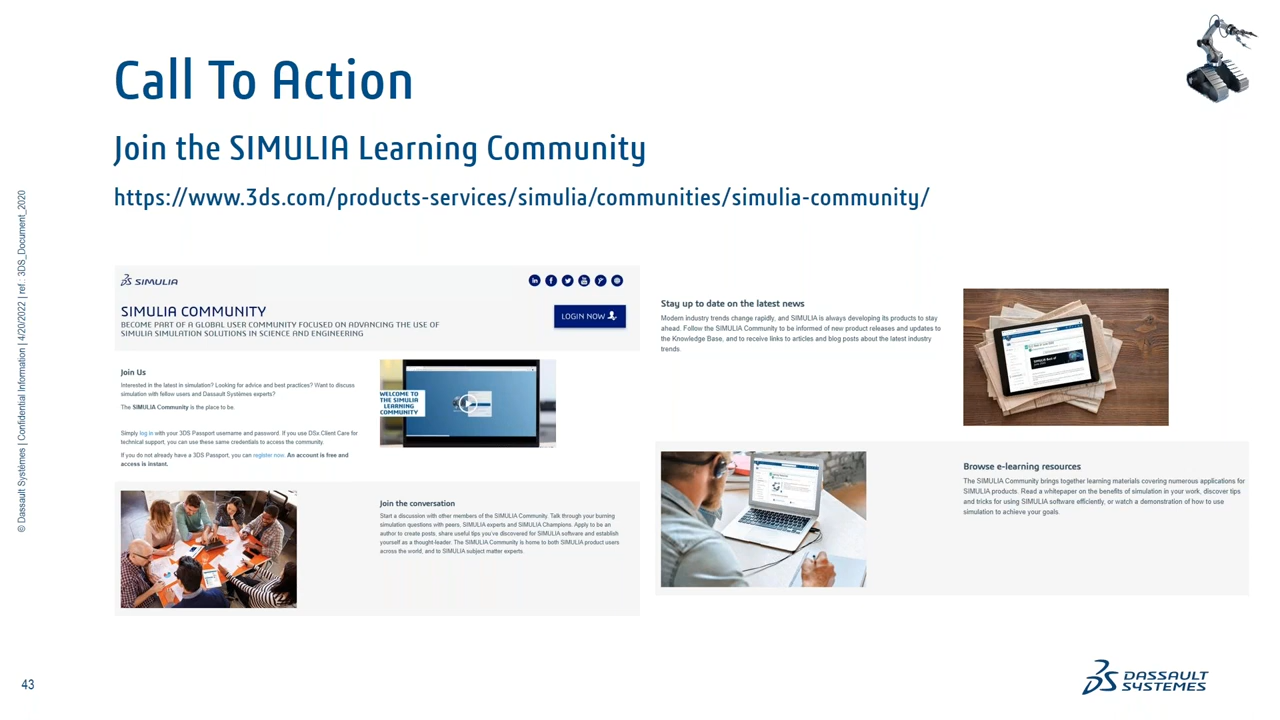 Call To Action
Join the SIMULIA Learning Community
https://www.3ds.com/products-services/simulia/communities/simulia-community/
© Dassault Systèmes | Confidential Information | 4/20/2022 | ref.: 3DS_Document_2020
SIMULIA
SIMULIA COMMUNITY
BECOME PART OF A GLOBAL USER COMMUNITY FOCUSED ON ADVANCING THE USE OF
SIMULIA SIMULATION SOLUTIONS IN SCIENCE AND ENGINEERING
LOGIN NOW
Join Us
Interested in the latest in simulation? Looking for advice and best practices? Want to discuss
simulation with fellow users and Dassault Systèmes experts?
The SIMULIA Community is the place to be.
Simply log in with your 3DS Passport username and password. If you use DSx Client Care for
technical support, you can use these same credentials to access the community.
If you do not already have a 3DS Passport, you can register now. An account is free and
access is instant.
WELCOME TO
THE SIMULIA
LEARNING
COMMUNITY
Join the conversation
Start a discussion with other members of the SIMULIA Community. Talk through your burning
simulation questions with peers, SIMULIA experts and SIMULIA Champions. Apply to be an
author to create posts, share useful tips you've discovered for SIMULIA software and establish
yourself as a thought-leader. The SIMULIA Community is home to both SIMULIA product users
across the world, and to SIMULIA subject matter experts.
Stay up to date on the latest news
Modern industry trends change rapidly, and SIMULIA is always developing its products to stay
ahead. Follow the SIMULIA Community to be informed of new product releases and updates to
the Knowledge Base, and to receive links to articles and blog posts about the latest industry
trends.
Browse e-learning resources
The SIMULIA Community brings together learning materials covering numerous applications for
SIMULIA products. Read a whitepaper on the benefits of simulation in your work, discover tips
and tricks for using SIMULIA software efficiently, or watch a demonstration of how to use
simulation to achieve your goals.
43
DASSAULT
SYSTEMES